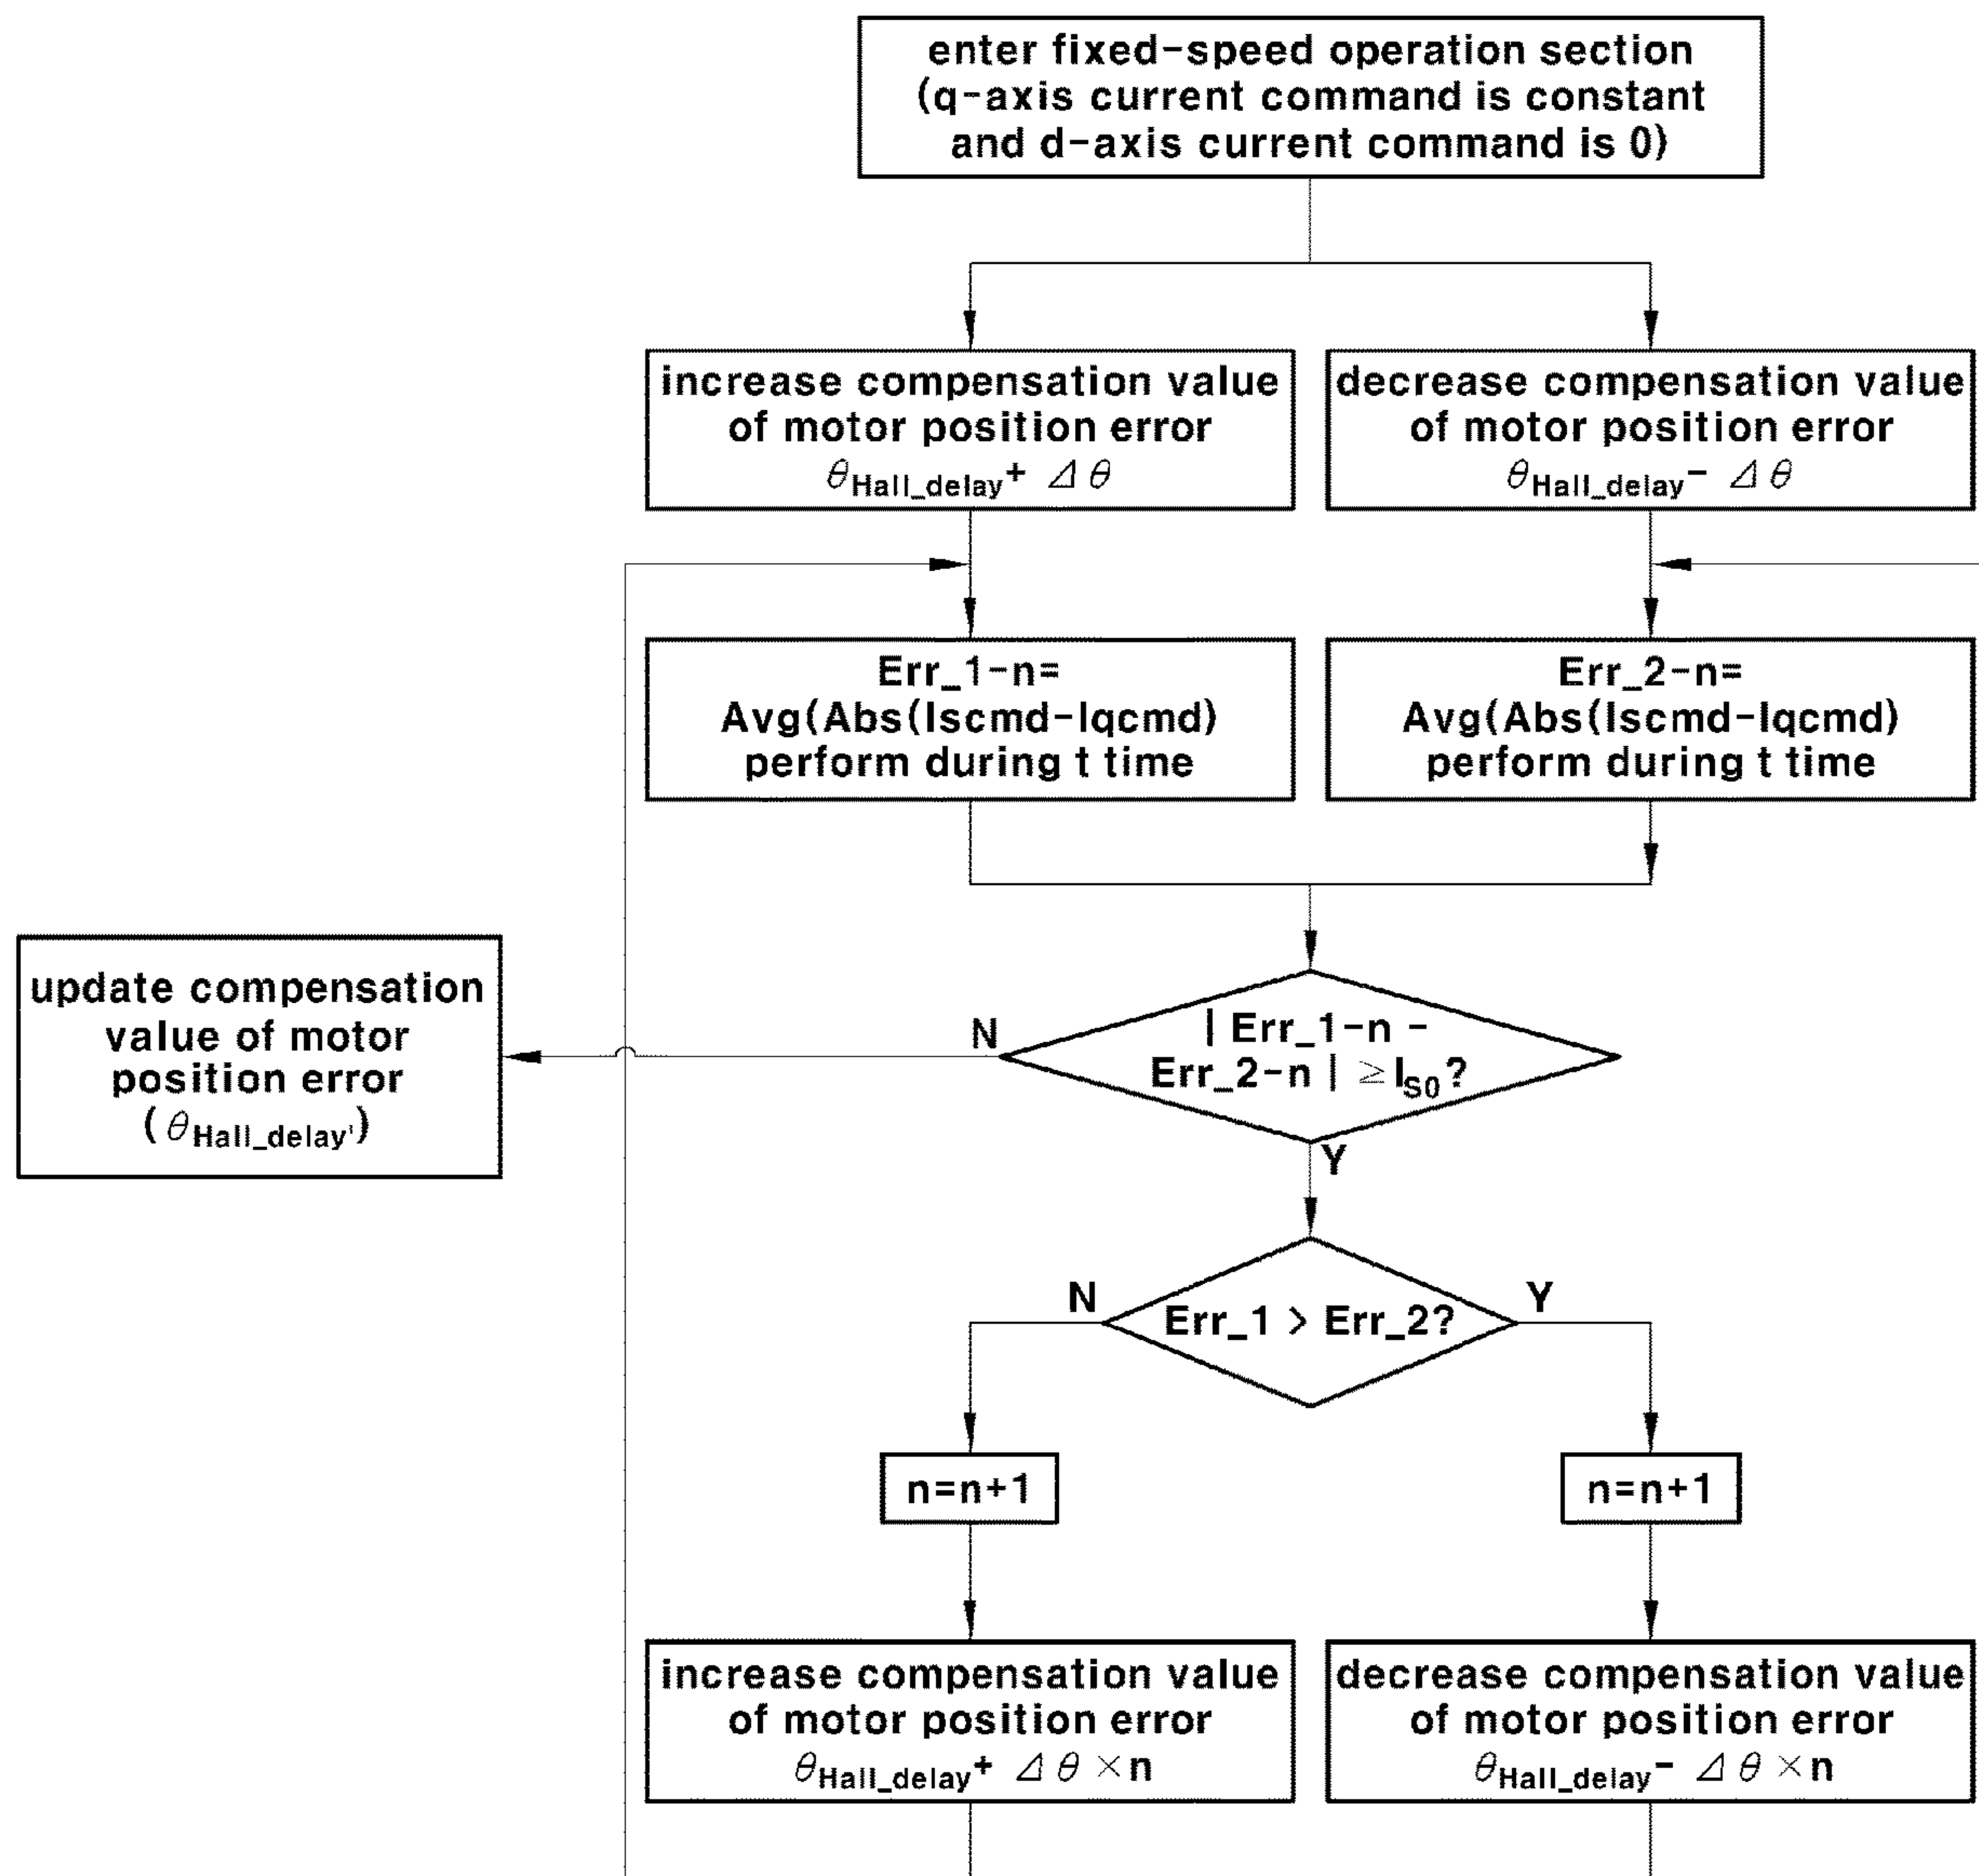 enter fixed-speed operation section
(q-axis current command is constant
and d-axis current command is 0)
increase compensation value
of motor position error
θHall_delay+ Δθ
decrease compensation value
of motor position error
θHall_delay- Δθ
Err_1-n=
Avg(Abs(Iscmd-Iqcmd)
perform during t time
Err_2-n=
Avg(Abs(Iscmd-Iqcmd)
perform during t time
update compensation
value of motor
position error
(θHall_delay')
N
| Err_1-n -
Err_2-n | ≥IS0?
Y
N
Err_1 > Err_2?
Y
n=n+1
n=n+1
increase compensation value
of motor position error
θHall_delay+ Δθ×n
decrease compensation value
of motor position error
θHall_delay- Δθ×n